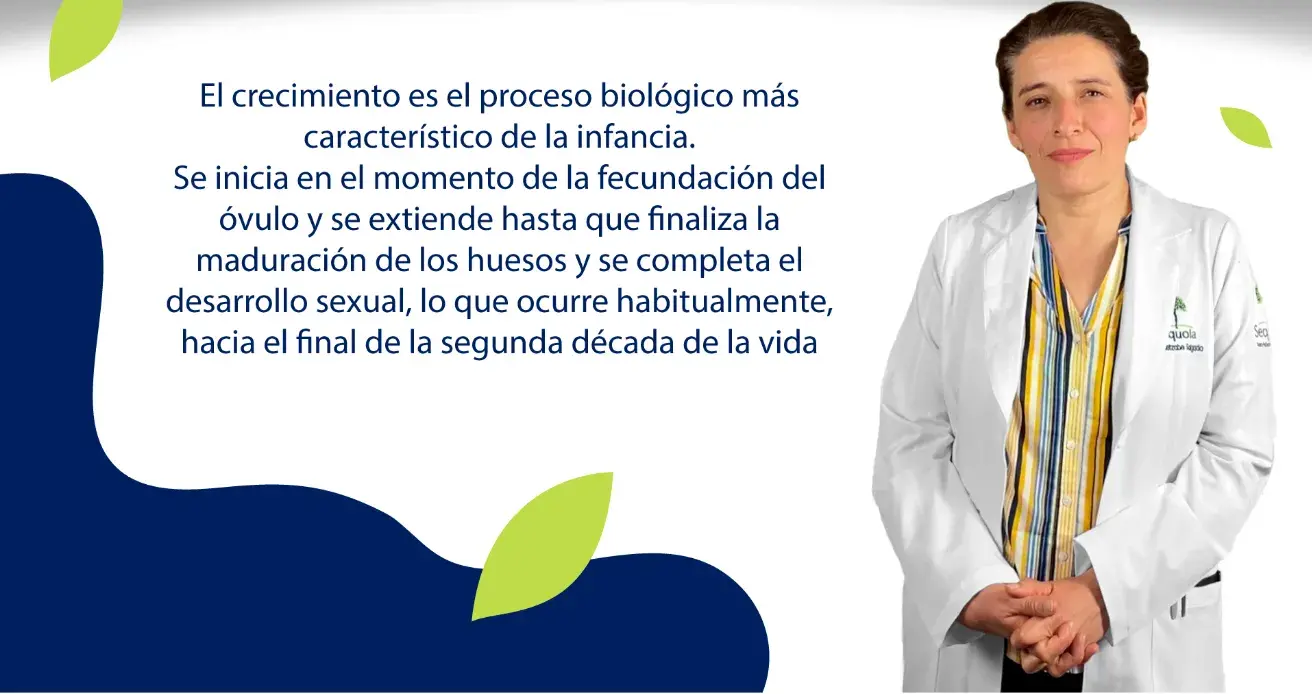 El crecimiento es el proceso biológico más
característico de la infancia.
Se inicia en el momento de la fecundación del
óvulo y se extiende hasta que finaliza la
maduración de los huesos y se completa el
desarrollo sexual, lo que ocurre habitualmente,
hacia el final de la segunda década de la vida
quoia
Sequ